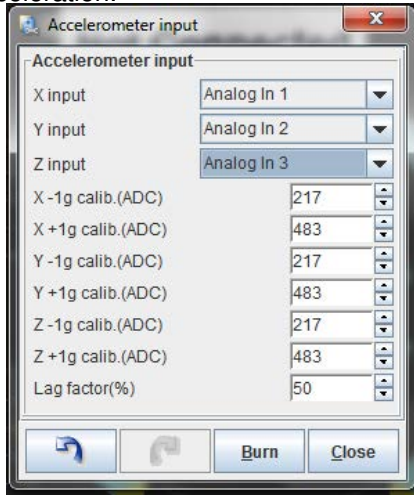 celeration.
Accelerometer input
Accelerometer input
X input Analog In 1
Y input Analog In 2
Z input Analog In 3
X -1g calib.(ADC) 217
X +1g calib.(ADC) 483
Y -1g calib.(ADC) 217
Y +1g calib.(ADC) 483
Z -1g calib.(ADC) 217
Z +1g calib.(ADC) 483
Lag factor(%) 50
Burn Close